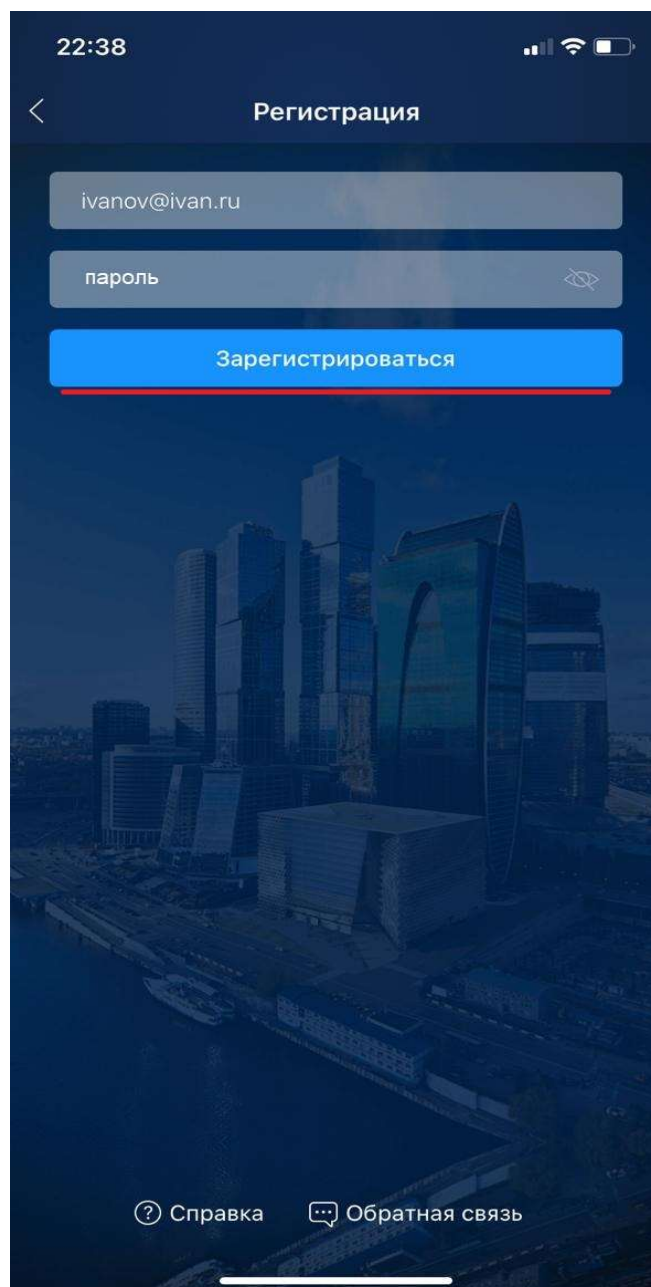 22:38
Регистрация
ivanov@ivan.ru
пароль
Зарегистрироваться
Справка
Обратная связь